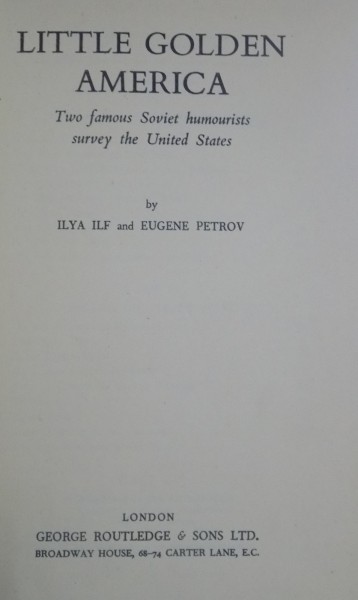 LITTLE GOLDEN
AMERICA
Two famous Soviet humourists
survey the United States
by
ILYA ILF and EUGENE PETROV
LONDON
GEORGE ROUTLEDGE & SONS LTD.
BROADWAY HOUSE, 68-74 CARTER LANE, E.C.